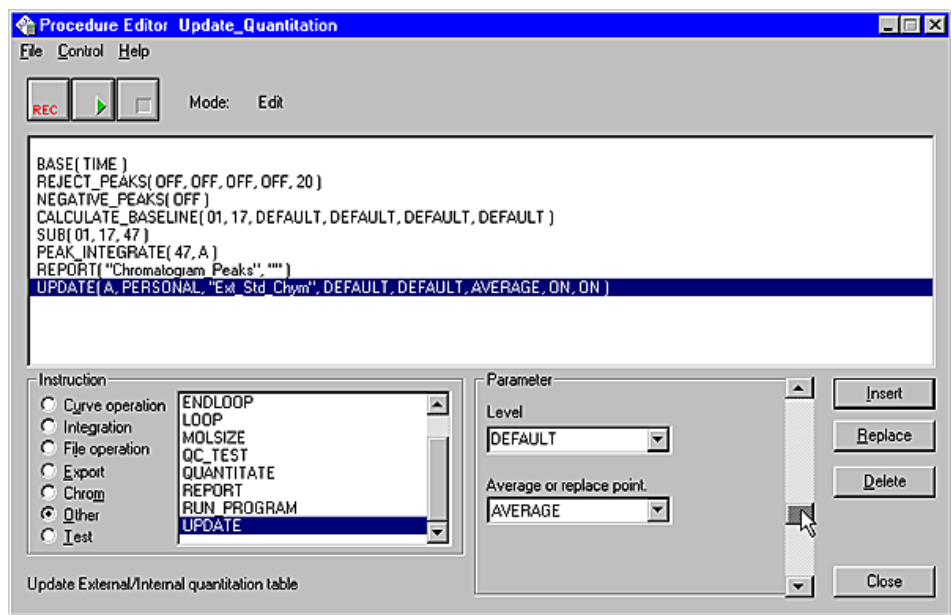 Procedure Editor Update_Quantitation
File Control Help
REC
Mode: Edit
BASE( TIME )
REJECT_PEAKS( OFF, OFF, OFF, OFF, 20 )
NEGATIVE_PEAKS( OFF )
CALCULATE_BASELINE( 01, 17, DEFAULT, DEFAULT, DEFAULT, DEFAULT )
SUB( 01, 17, 47 )
PEAK_INTEGRATE( 47, A )
REPORT( "Chromatogram_Peaks", "" )
UPDATE( A, PERSONAL, "Ext_Std_Chym", DEFAULT, DEFAULT, AVERAGE, ON, ON )
Instruction
Curve operation
Integration
File operation
Export
Chrom
Other
Test
ENDLOOP
LOOP
MOLSIZE
QC_TEST
QUANTITATE
REPORT
RUN_PROGRAM
UPDATE
Parameter
Level
DEFAULT
Average or replace point.
AVERAGE
Insert
Replace
Delete
Close
Update External/Internal quantitation table